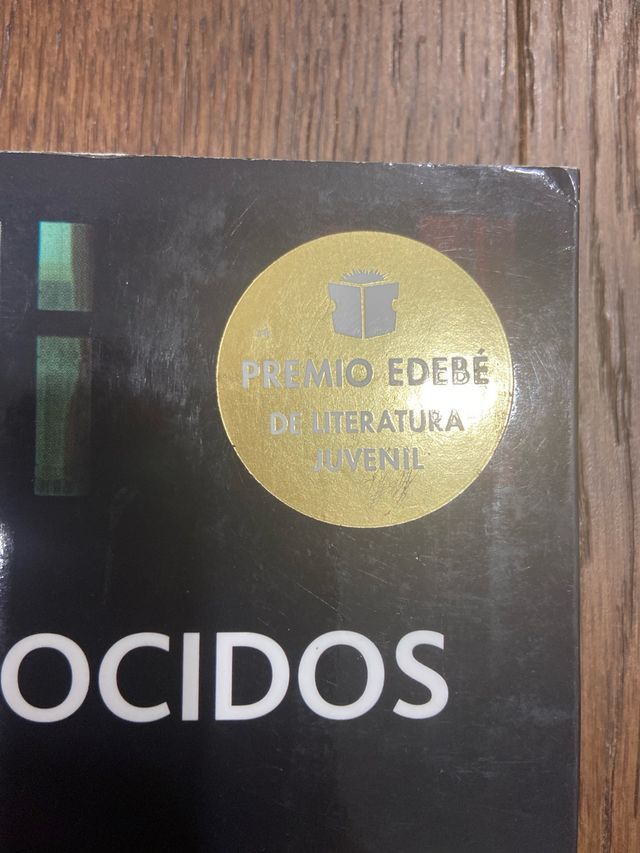 PREMIO EDEBÉ
DE LITERATURA
JUVENIL
OCIDOS